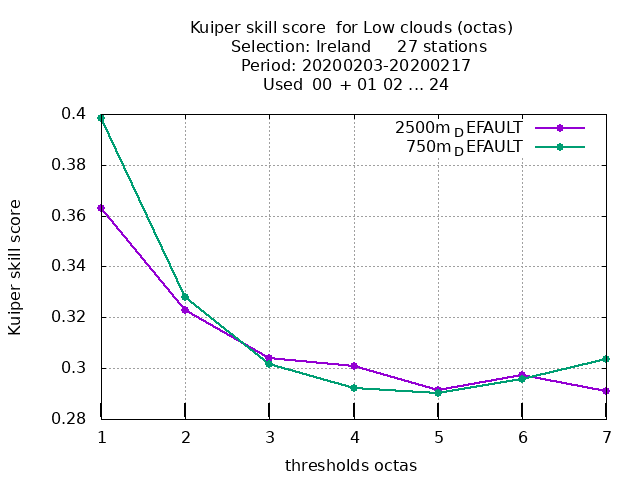 Kuiper skill score  for Low clouds (octas)
Selection: Ireland     27 stations
Period: 20200203-20200217
Used  00 + 01 02 ... 24
2500m_DEFAULT
750m_DEFAULT
Kuiper skill score
0.4
0.38
0.36
0.34
0.32
0.3
0.28
1 2 3 4 5 6 7
thresholds octas